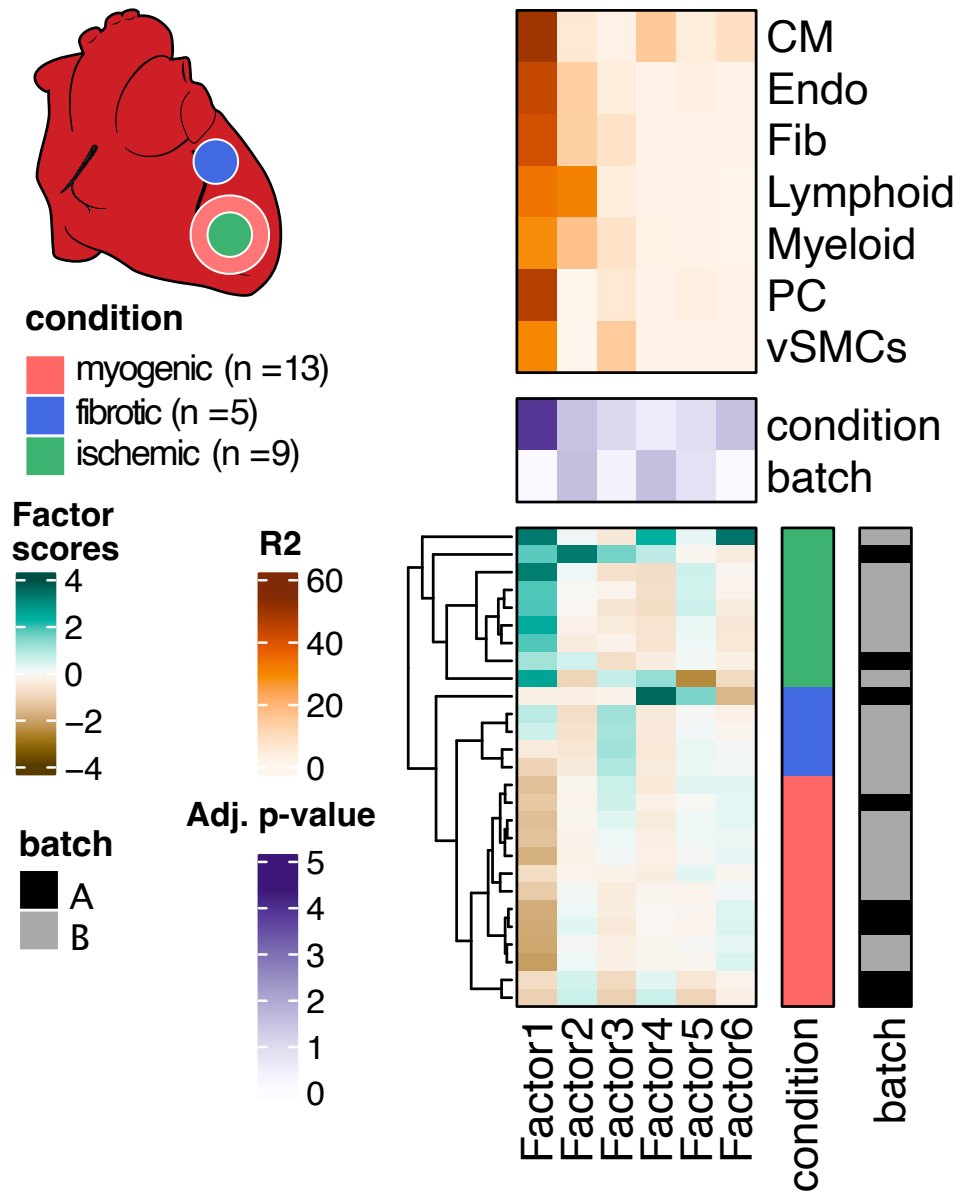 CM
Endo
Fib
Lymphoid
Myeloid
PC
vSMCs
condition
myogenic (n =13)
fibrotic (n =5)
ischemic (n =9)
condition
batch
Factor
scores
4
2
0
−2
−4
R2
60
40
20
0
Adj. p-value
5
4
3
2
1
0
batch
A
B
Factor1
Factor2
Factor3
Factor4
Factor5
Factor6
condition
batch